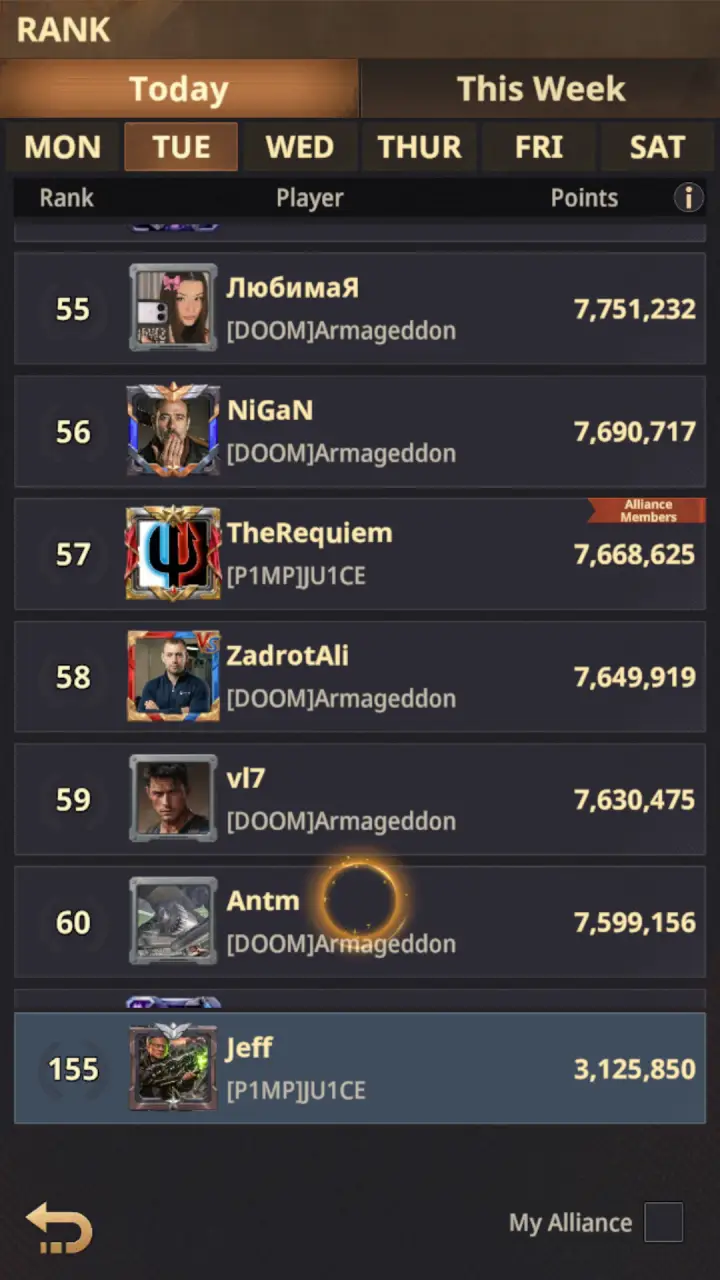 RANK
Today
This Week
MON
TUE
WED
THUR
FRI
SAT
Rank
Player
Points
i
55
ЛюбимаЯ
[DOOM]Armageddon
7,751,232
56
NiGaN
[DOOM]Armageddon
7,690,717
Alliance
Members
57
TheRequiem
[P1MP]JU1CE
7,668,625
58
VS
ZadrotAli
[DOOM]Armageddon
7,649,919
59
vl7
[DOOM]Armageddon
7,630,475
60
Antm
[DOOM]Armageddon
7,599,156
155
Jeff
[P1MP]JU1CE
3,125,850
My Alliance